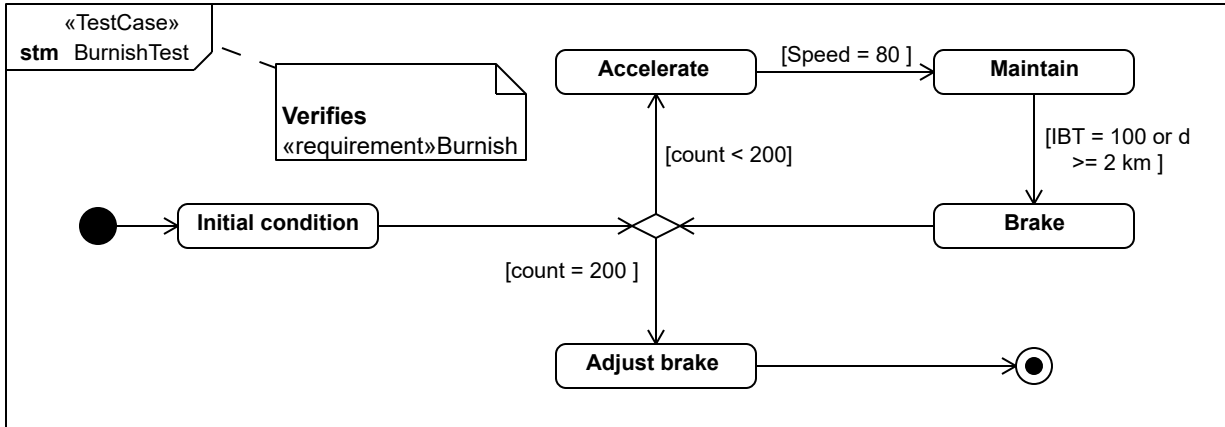 «TestCase»
stm BurnishTest
Verifies
«requirement»Burnish
Accelerate
[Speed = 80 ]
Maintain
[count < 200]
[IBT = 100 or d
>= 2 km ]
Initial condition
Brake
[count = 200 ]
Adjust brake